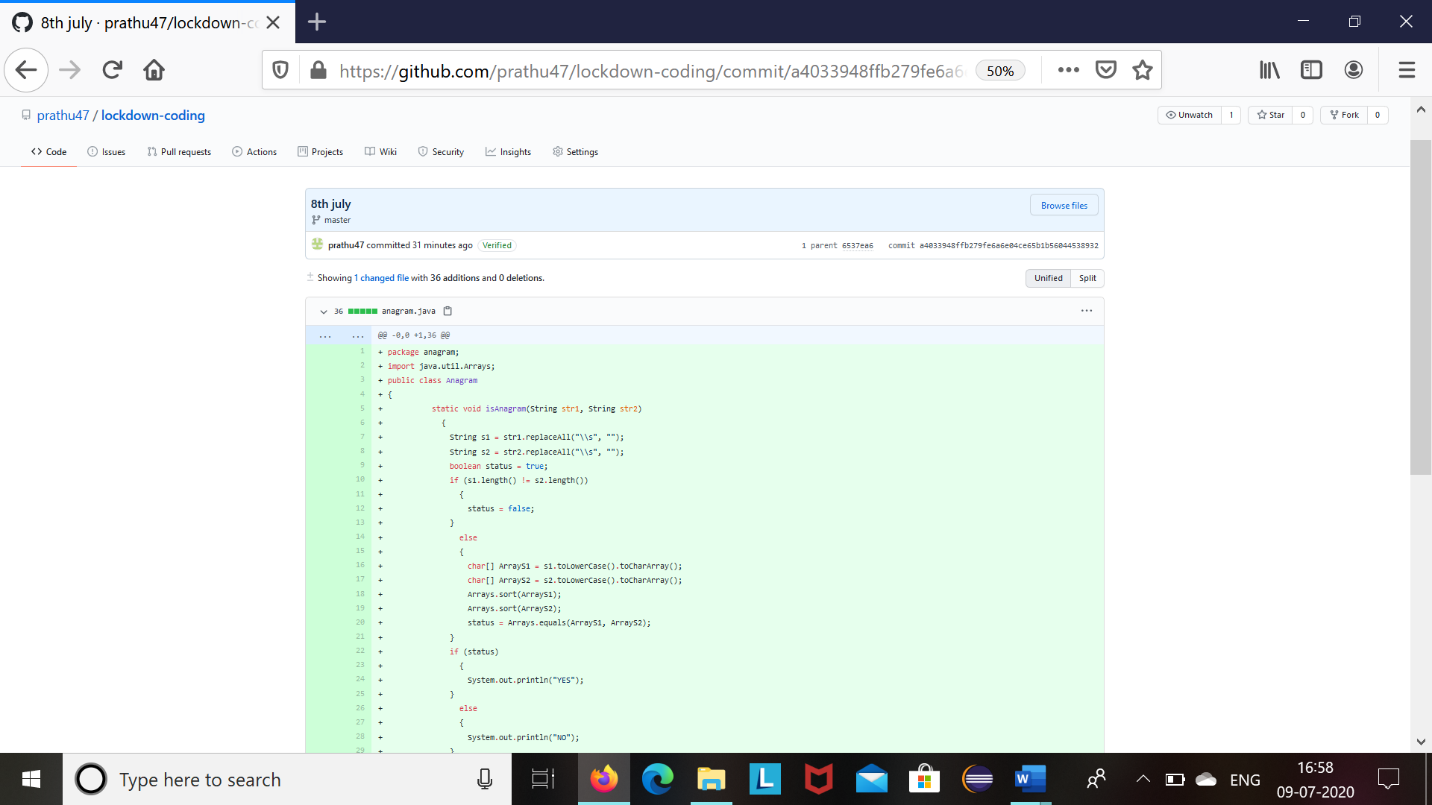 8th july · prathu47/lockdown-co
https://github.com/prathu47/lockdown-coding/commit/a4033948ffb279fe6a6 50%
prathu47 / lockdown-coding Unwatch 1 Star 0 Fork 0
Code Issues Pull requests Actions Projects Wiki Security Insights Settings
8th july Browse files
master
prathu47 committed 31 minutes ago Verified 1 parent 6537ea6 commit a4033948ffb279fe6a6e04ce65b1b56044538932
Showing 1 changed file with 36 additions and 0 deletions. Unified Split
36 anagram.java ...
... ... @@ -0,0 +1,36 @@
1 + package anagram;
2 + import java.util.Arrays;
3 + public class Anagram
4 + {
5 + static void isAnagram(String str1, String str2)
6 + {
7 + String s1 = str1.replaceAll("\\s", "");
8 + String s2 = str2.replaceAll("\\s", "");
9 + boolean status = true;
10 + if (s1.length() != s2.length())
11 + {
12 + status = false;
13 + }
14 + else
15 + {
16 + char[] ArrayS1 = s1.toLowerCase().toCharArray();
17 + char[] ArrayS2 = s2.toLowerCase().toCharArray();
18 + Arrays.sort(ArrayS1);
19 + Arrays.sort(ArrayS2);
20 + status = Arrays.equals(ArrayS1, ArrayS2);
21 + }
22 + if (status)
23 + {
24 + System.out.println("YES");
25 + }
26 + else
27 + {
28 + System.out.println("NO");
29 + }
Type here to search ENG 16:58
09-07-2020